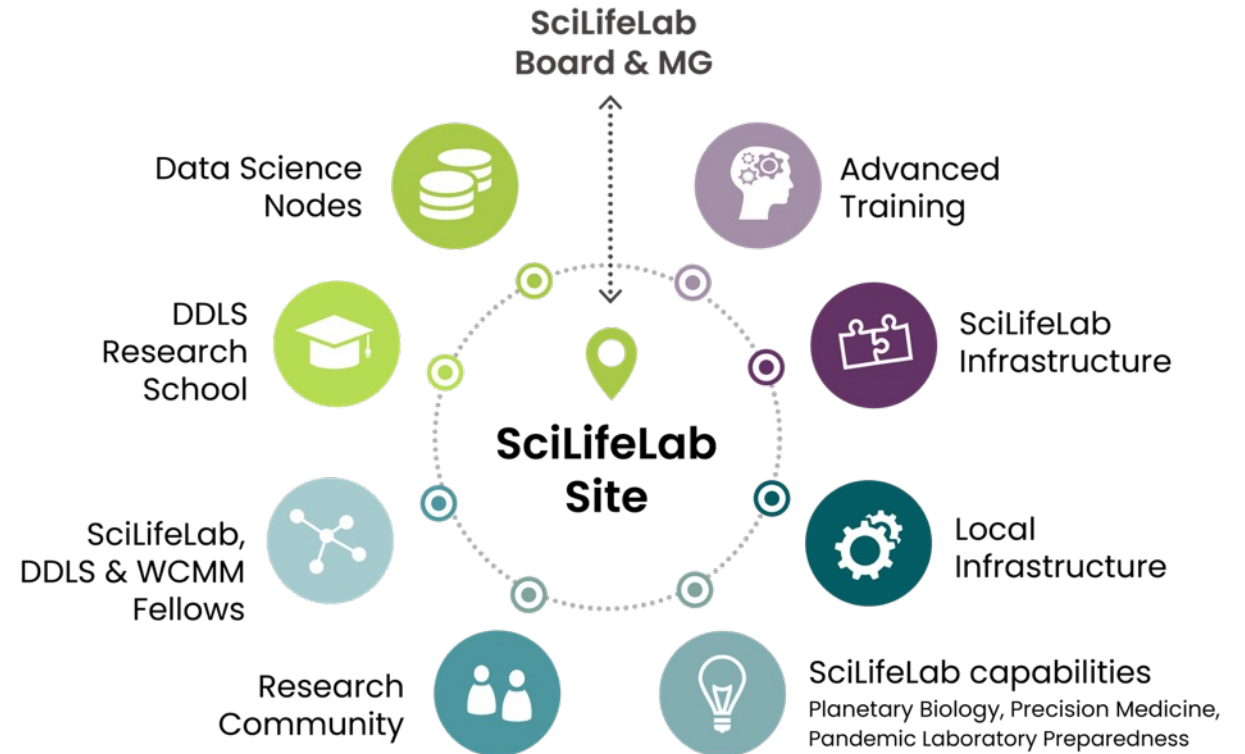 SciLifeLab
Board & MG
Data Science
Nodes
Advanced
Training
DDLS
Research
School
SciLifeLab
Infrastructure
SciLifeLab
Site
SciLifeLab,
DDLS & WCMM
Fellows
Local
Infrastructure
Research
Community
SciLifeLab capabilities
Planetary Biology, Precision Medicine,
Pandemic Laboratory Preparedness